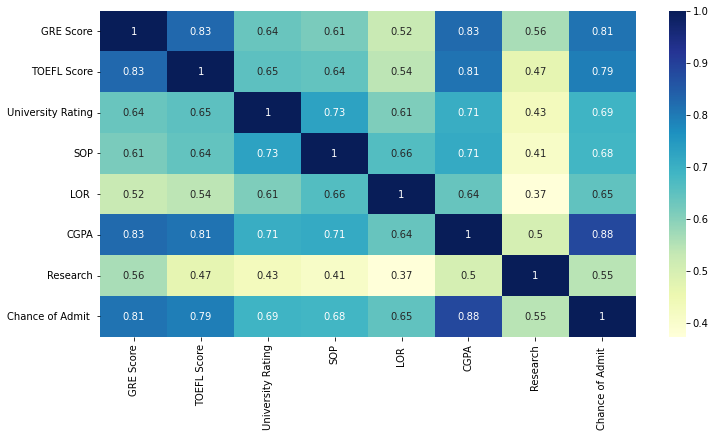 GRE Score 1 0.83 0.64 0.61 0.52 0.83 0.56 0.81
TOEFL Score 0.83 1 0.65 0.64 0.54 0.81 0.47 0.79
University Rating 0.64 0.65 1 0.73 0.61 0.71 0.43 0.69
SOP 0.61 0.64 0.73 1 0.66 0.71 0.41 0.68
LOR 0.52 0.54 0.61 0.66 1 0.64 0.37 0.65
CGPA 0.83 0.81 0.71 0.71 0.64 1 0.5 0.88
Research 0.56 0.47 0.43 0.41 0.37 0.5 1 0.55
Chance of Admit 0.81 0.79 0.69 0.68 0.65 0.88 0.55 1
GRE Score
TOEFL Score
University Rating
SOP
LOR
CGPA
Research
Chance of Admit
1.0
0.9
0.8
0.7
0.6
0.5
0.4